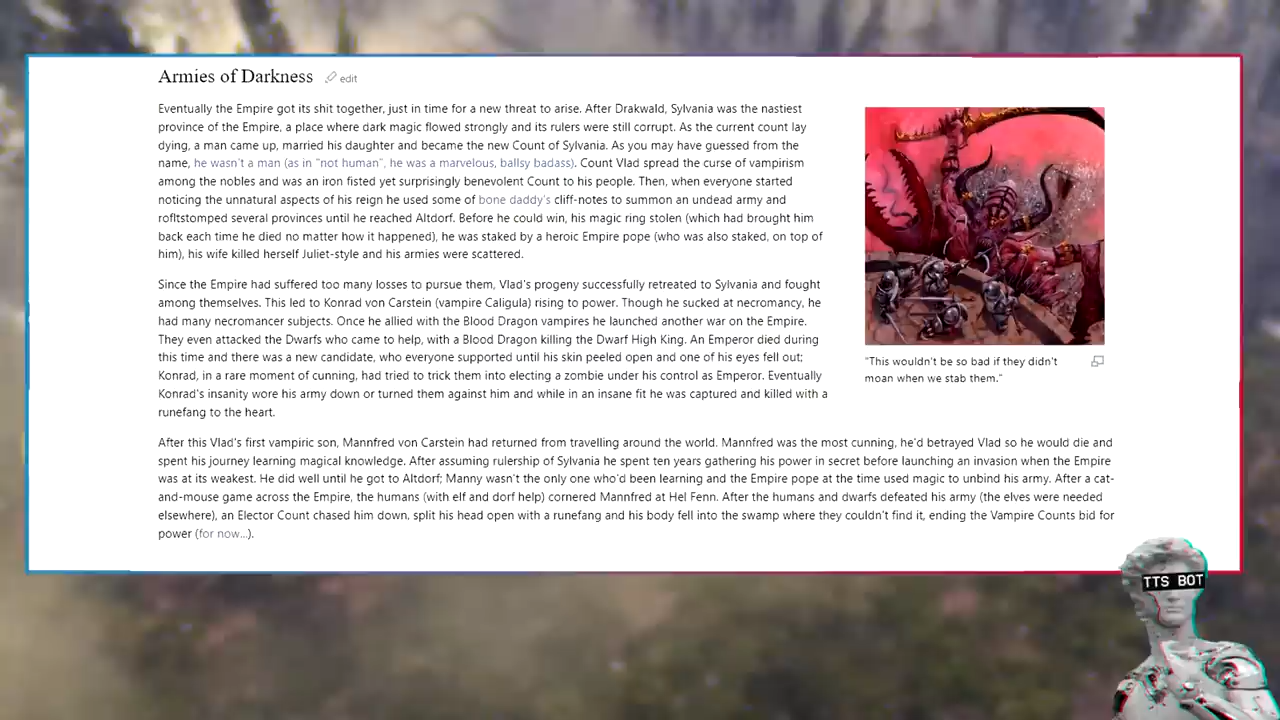 Armies of Darkness edit
Eventually the Empire got its shit together, just in time for a new threat to arise. After Drakwald, Sylvania was the nastiest
province of the Empire, a place where dark magic flowed strongly and its rulers were still corrupt. As the current count lay
dying, a man came up, married his daughter and became the new Count of Sylvania. As you may have guessed from the
name, he wasn't a man (as in "not human", he was a marvelous, ballsy badass). Count Vlad spread the curse of vampirism
among the nobles and was an iron fisted yet surprisingly benevolent Count to his people. Then, when everyone started
noticing the unnatural aspects of his reign he used some of bone daddy's cliff-notes to summon an undead army and
rofltstomped several provinces until he reached Altdorf. Before he could win, his magic ring stolen (which had brought him
back each time he died no matter how it happened), he was staked by a heroic Empire pope (who was also staked, on top of
him), his wife killed herself Juliet-style and his armies were scattered.
Since the Empire had suffered too many losses to pursue them, Vlad's progeny successfully retreated to Sylvania and fought
among themselves. This led to Konrad von Carstein (vampire Caligula) rising to power. Though he sucked at necromancy, he
had many necromancer subjects. Once he allied with the Blood Dragon vampires he launched another war on the Empire.
They even attacked the Dwarfs who came to help, with a Blood Dragon killing the Dwarf High King. An Emperor died during
this time and there was a new candidate, who everyone supported until his skin peeled open and one of his eyes fell out;
Konrad, in a rare moment of cunning, had tried to trick them into electing a zombie under his control as Emperor. Eventually
Konrad's insanity wore his army down or turned them against him and while in an insane fit he was captured and killed with a
runefang to the heart.
"This wouldn't be so bad if they didn't
moan when we stab them."
After this Vlad's first vampiric son, Mannfred von Carstein had returned from travelling around the world. Mannfred was the most cunning, he'd betrayed Vlad so he would die and
spent his journey learning magical knowledge. After assuming rulership of Sylvania he spent ten years gathering his power in secret before launching an invasion when the Empire
was at its weakest. He did well until he got to Altdorf; Manny wasn't the only one who'd been learning and the Empire pope at the time used magic to unbind his army. After a cat-
and-mouse game across the Empire, the humans (with elf and dorf help) cornered Mannfred at Hel Fenn. After the humans and dwarfs defeated his army (the elves were needed
elsewhere), an Elector Count chased him down, split his head open with a runefang and his body fell into the swamp where they couldn't find it, ending the Vampire Counts bid for
power (for now...).
TTS BOT